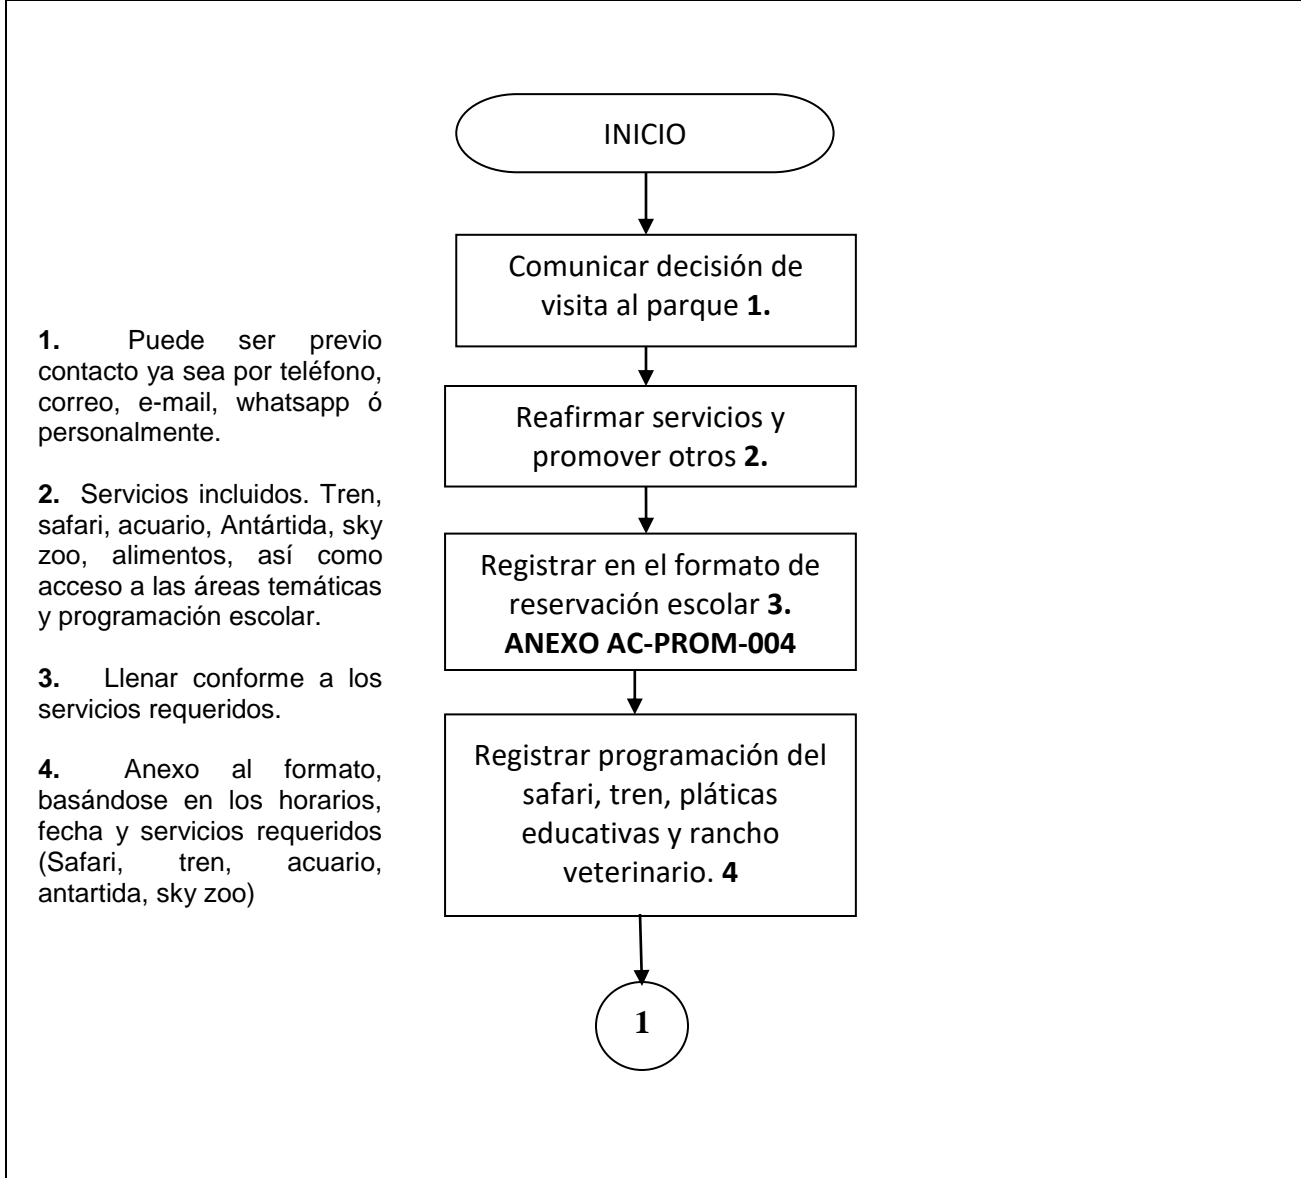 INICIO
Comunicar decisión de
visita al parque 1.
Reafirmar servicios y
promover otros 2.
Registrar en el formato de
reservación escolar 3.
ANEXO AC-PROM-004
Registrar programación del
safari, tren, pláticas
educativas y rancho
veterinario. 4
1
1. Puede ser previo
contacto ya sea por teléfono,
correo, e-mail, whatsapp ó
personalmente.
2. Servicios incluidos. Tren,
safari, acuario, Antártida, sky
zoo, alimentos, así como
acceso a las áreas temáticas
y programación escolar.
3. Llenar conforme a los
servicios requeridos.
4. Anexo al formato,
basándose en los horarios,
fecha y servicios requeridos
(Safari, tren, acuario,
antartida, sky zoo)